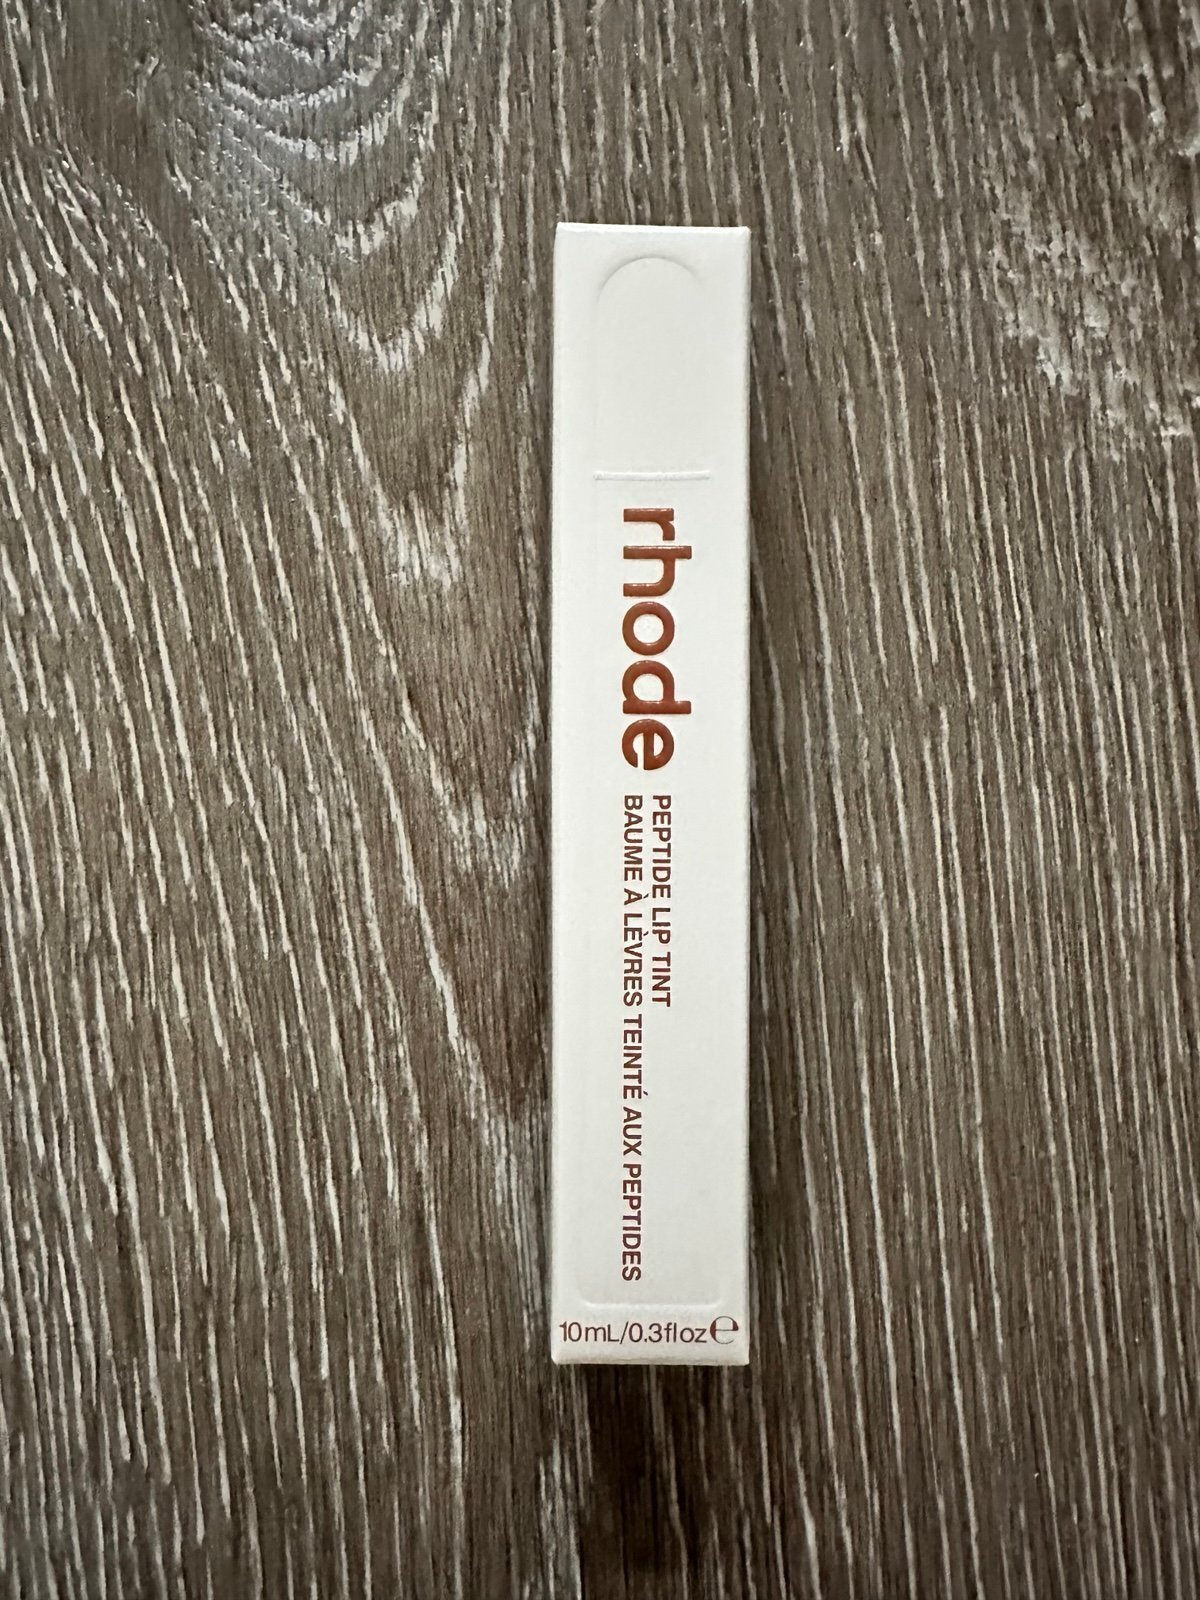 rhode
PEPTIDE LIP TINT
BAUME À LÈVRES TEINTÉ AUX PEPTIDES
10mL/0.3fl oz ℮